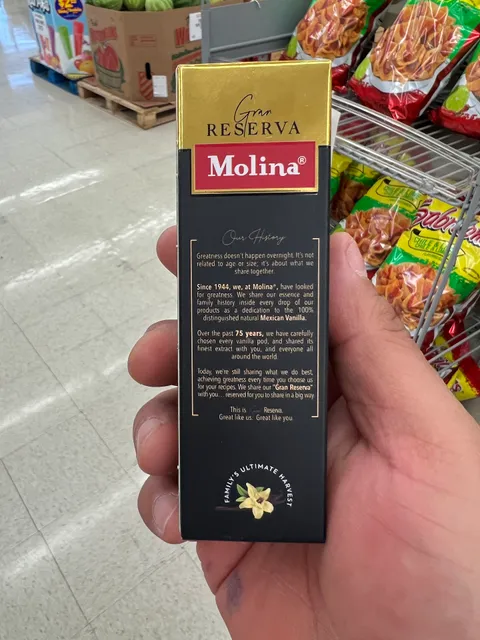 Gran
RESERVA
Molina®
Our History
Greatness doesn't happen overnight. It's not
related to age or size; it's about what we
share together.
Since 1944, we, at Molina®, have looked
for greatness. We share our essence and
family history inside every drop of our
products as a dedication to the 100%
distinguished natural Mexican Vanilla.
Over the past 75 years, we have carefully
chosen every vanilla pod, and shared its
finest extract with you, and everyone all
around the world.
Today, we're still sharing what we do best,
achieving greatness every time you choose us
for your recipes. We share our "Gran Reserva"
with you... reserved for you to share in a big way.
This is Reserva.
Great like us. Great like you.
FAMILY'S ULTIMATE HARVEST